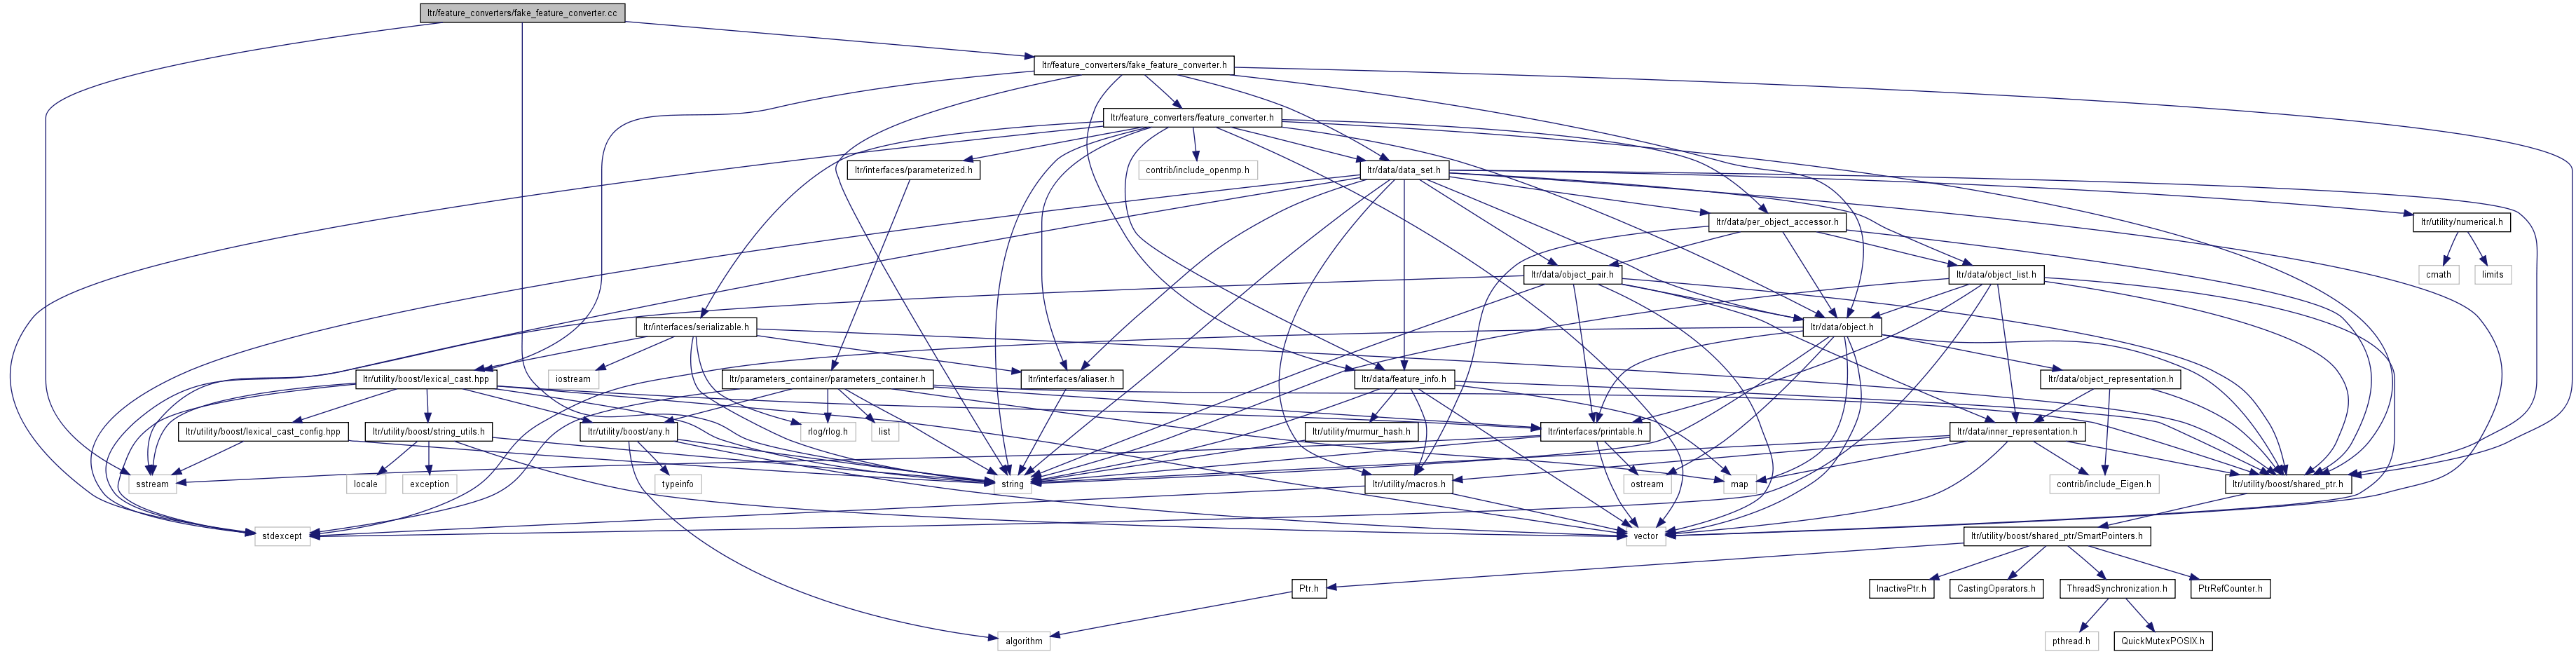 ltr/feature_converters/fake_feature_converter.cc
ltr/feature_converters/fake_feature_converter.h
ltr/feature_converters/feature_converter.h
ltr/interfaces/parameterized.h
contrib/include_openmp.h
ltr/data/data_set.h
ltr/data/per_object_accessor.h
ltr/utility/numerical.h
ltr/data/object_pair.h
ltr/data/object_list.h
cmath
limits
ltr/interfaces/serializable.h
ltr/data/object.h
ltr/utility/boost/lexical_cast.hpp
iostream
ltr/parameters_container/parameters_container.h
ltr/interfaces/aliaser.h
ltr/data/feature_info.h
ltr/data/object_representation.h
ltr/utility/boost/lexical_cast_config.hpp
ltr/utility/boost/string_utils.h
ltr/utility/boost/any.h
rlog/rlog.h
list
ltr/utility/murmur_hash.h
ltr/interfaces/printable.h
ltr/data/inner_representation.h
sstream
locale
exception
typeinfo
string
ltr/utility/macros.h
ostream
map
contrib/include_Eigen.h
ltr/utility/boost/shared_ptr.h
stdexcept
vector
ltr/utility/boost/shared_ptr/SmartPointers.h
Ptr.h
InactivePtr.h
CastingOperators.h
ThreadSynchronization.h
PtrRefCounter.h
algorithm
pthread.h
QuickMutexPOSIX.h